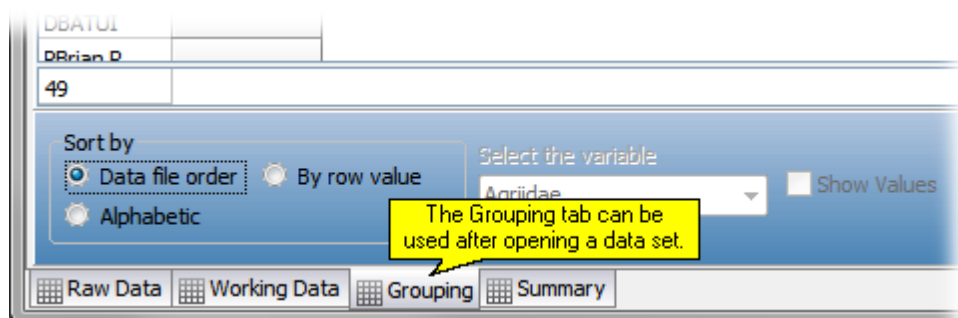 DBATUI
PBrian P
49
Sort by
Select the variable
Data file order
By row value
Agriidae
Show Values
Alphabetic
The Grouping tab can be
used after opening a data set.
Raw Data
Working Data
Grouping
Summary